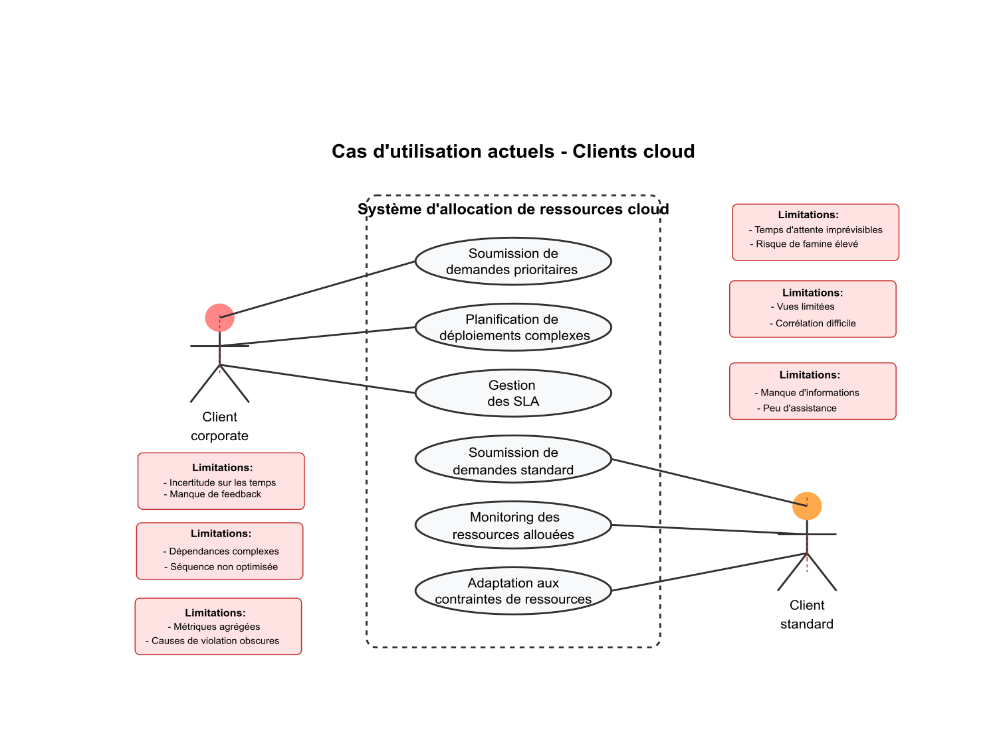 Cas d'utilisation actuels - Clients cloud
Système d'allocation de ressources cloud
Soumission de
demandes prioritaires
Planification de
déploiements complexes
Gestion
des SLA
Soumission de
demandes standard
Monitoring des
ressources allouées
Adaptation aux
contraintes de ressources
Client
corporate
Limitations:
- Incertitude sur les temps
- Manque de feedback
Limitations:
- Dépendances complexes
- Séquence non optimisée
Limitations:
- Métriques agrégées
- Causes de violation obscures
Limitations:
- Temps d'attente imprévisibles
- Risque de famine élevé
Limitations:
- Vues limitées
- Corrélation difficile
Limitations:
- Manque d'informations
- Peu d'assistance
Client
standard